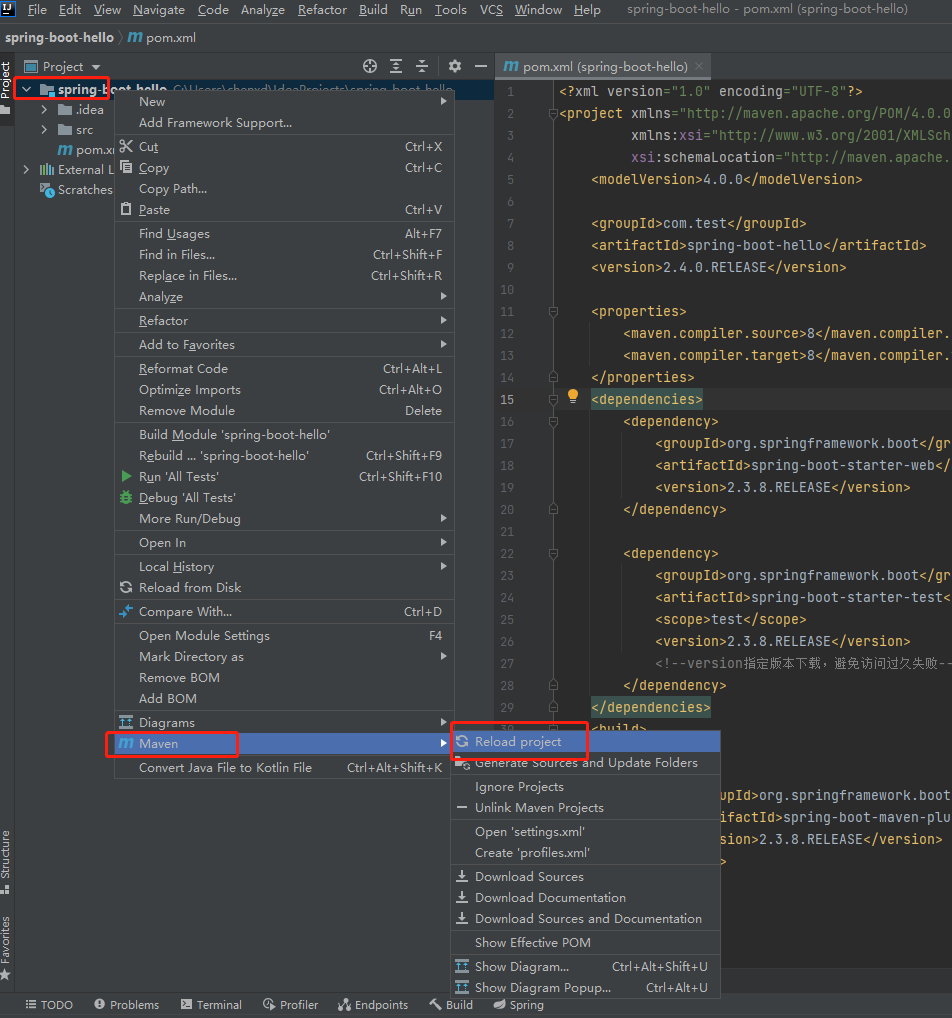 File Edit View Navigate Code Analyze Refactor Build Run Tools VCS Window Help spring-boot-hello - pom.xml (spring-boot-hello)
spring-boot-hello pom.xml
Project
Project
pom.xml (spring-boot-hello)
spring-boot-hello C:\Users\chenxd\IdeaProjects\spring-boot-hello
.idea
src
pom.xm
External L
Scratches
New
Add Framework Support...
Cut Ctrl+X
Copy Ctrl+C
Copy Path...
Paste Ctrl+V
Find Usages Alt+F7
Find in Files... Ctrl+Shift+F
Replace in Files... Ctrl+Shift+R
Analyze
Refactor
Add to Favorites
Reformat Code Ctrl+Alt+L
Optimize Imports Ctrl+Alt+O
Remove Module Delete
Build Module 'spring-boot-hello'
Rebuild ... 'spring-boot-hello' Ctrl+Shift+F9
Run 'All Tests' Ctrl+Shift+F10
Debug 'All Tests'
More Run/Debug
Open In
Local History
Reload from Disk
Compare With... Ctrl+D
Open Module Settings F4
Mark Directory as
Remove BOM
Add BOM
Diagrams
Maven
Convert Java File to Kotlin File Ctrl+Alt+Shift+K
1 <?xml version="1.0" encoding="UTF-8"?>
2 <project xmlns="http://maven.apache.org/POM/4.0.0
3 xmlns:xsi="http://www.w3.org/2001/XMLSch
4 xsi:schemaLocation="http://maven.apache.
5 <modelVersion>4.0.0</modelVersion>
6
7 <groupId>com.test</groupId>
8 <artifactId>spring-boot-hello</artifactId>
9 <version>2.4.0.RElEASE</version>
10
11 <properties>
12 <maven.compiler.source>8</maven.compiler.
13 <maven.compiler.target>8</maven.compiler.
14 </properties>
15 <dependencies>
16 <dependency>
17 <groupId>org.springframework.boot</gr
18 <artifactId>spring-boot-starter-web</
19 <version>2.3.8.RELEASE</version>
20 </dependency>
21
22 <dependency>
23 <groupId>org.springframework.boot</gr
24 <artifactId>spring-boot-starter-test<
25 <scope>test</scope>
26 <version>2.3.8.RELEASE</version>
27 <!--version指定版本下载，避免访问过久失败--
28 </dependency>
29 </dependencies>
30 <build>
Reload project
Generate Sources and Update Folders
Ignore Projects
Unlink Maven Projects
Open 'settings.xml'
Create 'profiles.xml'
Download Sources
Download Documentation
Download Sources and Documentation
Show Effective POM
Show Diagram... Ctrl+Alt+Shift+U
Show Diagram Popup... Ctrl+Alt+U
upId>org.springframework.boot
ifactId>spring-boot-maven-plu
sion>2.3.8.RELEASE</version>
>
Structure
Favorites
TODO Problems Terminal Profiler Endpoints Build Spring